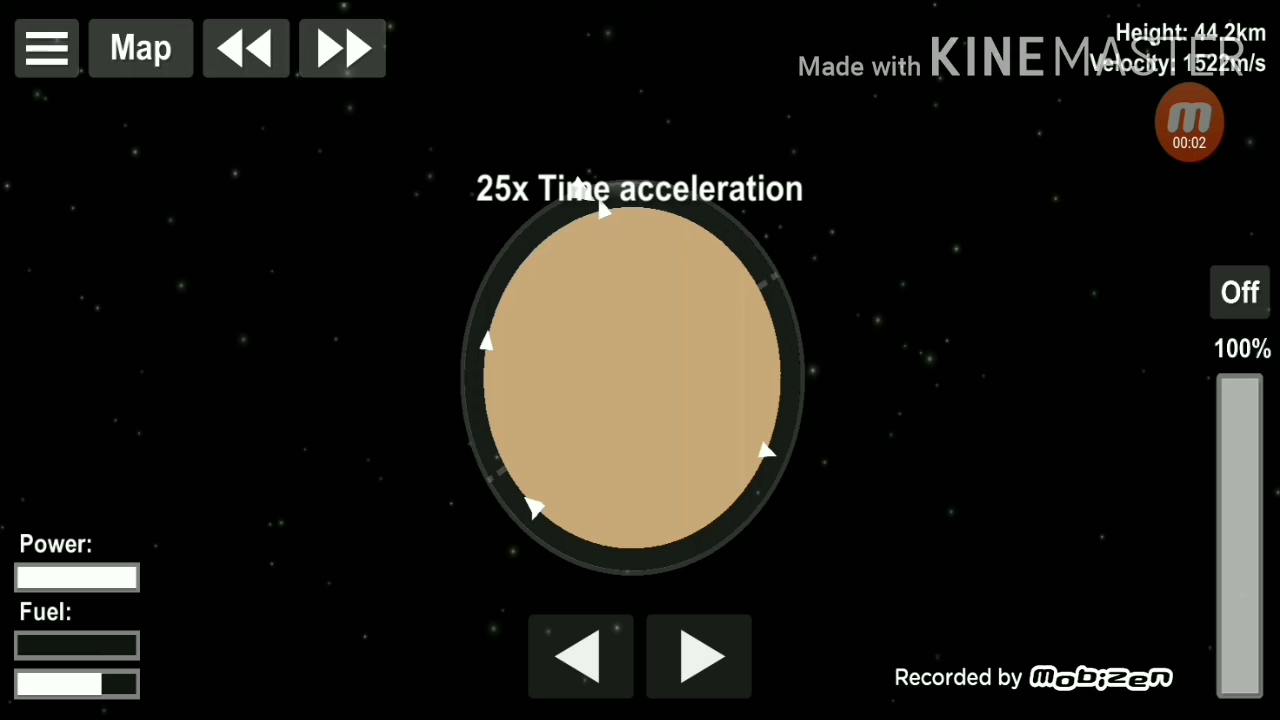 Map
Height: 44.2km
Velocity: 1522m/s
Made with KINEMASTER
m
00:02
25x Time acceleration
Off
100%
Power:
Fuel:
Recorded by mobizen